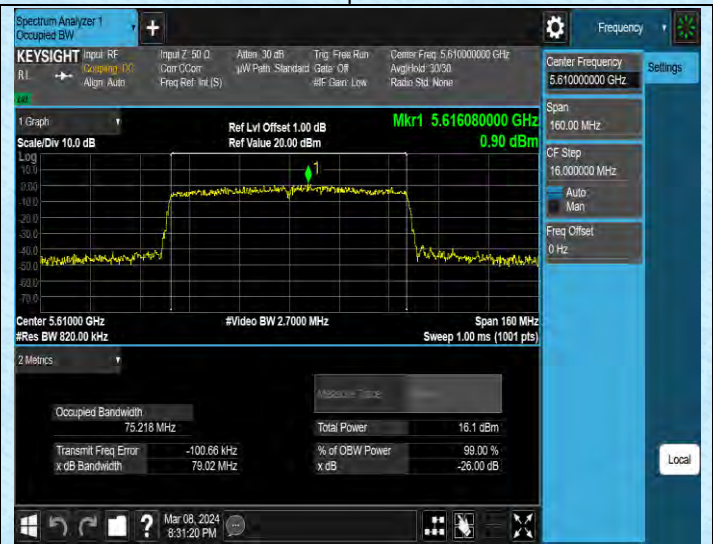 Spectrum Analyzer 1
Occupied BW
Frequency
KEYSIGHT
RL
Input: RF
Coupling: DC
Align: Auto
Input Z: 50 Ω
Corr CCorr
Freq Ref: Int (S)
Atten: 30 dB
µW Path: Standard
Trig: Free Run
Gate: Off
#IF Gain: Low
Center Freq: 5.610000000 GHz
Avg|Hold: 30/30
Radio Std: None
1 Graph
Scale/Div 10.0 dB
Ref Lvl Offset 1.00 dB
Ref Value 20.00 dBm
Mkr1 5.616080000 GHz
0.90 dBm
Log
10.0
0.00
-10.0
-20.0
-30.0
-40.0
-50.0
-60.0
-70.0
1
Center 5.61000 GHz
#Res BW 820.00 kHz
#Video BW 2.7000 MHz
Span 160 MHz
Sweep 1.00 ms (1001 pts)
2 Metrics
Measure Trace
Occupied Bandwidth
75.218 MHz
Total Power
16.1 dBm
Transmit Freq Error
-100.66 kHz
% of OBW Power
99.00 %
x dB Bandwidth
79.02 MHz
x dB
-26.00 dB
Center Frequency
5.610000000 GHz
Settings
Span
160.00 MHz
CF Step
16.000000 MHz
Auto
Man
Freq Offset
0 Hz
Local
?
Mar 08, 2024
8:31:20 PM